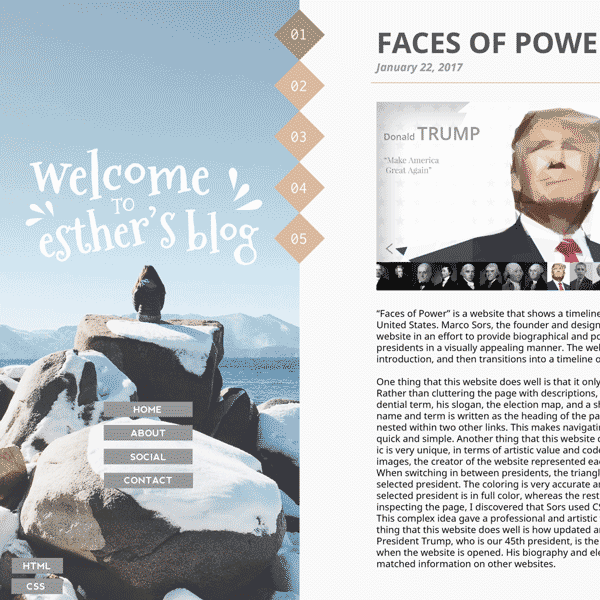 01
02
03
04
05
welcome
TO
esther's blog
HOME
ABOUT
SOCIAL
CONTACT
HTML
CSS
FACES OF POWE
January 22, 2017
Donald TRUMP
"Make America
Great Again"
"Faces of Power" is a website that shows a timeline
United States. Marco Sors, the founder and design
website in an effort to provide biographical and po
presidents in a visually appealing manner. The we
introduction, and then transitions into a timeline o
One thing that this website does well is that it only
Rather than cluttering the page with descriptions,
dential term, his slogan, the election map, and a sh
name and term is written as the heading of the pa
nested within two other links. This makes navigatin
quick and simple. Another thing that this website d
ic is very unique, in terms of artistic value and code
images, the creator of the website represented eac
When switching in between presidents, the triangl
selected president. The coloring is very accurate an
selected president is in full color, whereas the rest
inspecting the page, I discovered that Sors used CS
This complex idea gave a professional and artistic
thing that this website does well is how updated a
President Trump, who is our 45th president, is the
when the website is opened. His biography and ele
matched information on other websites.